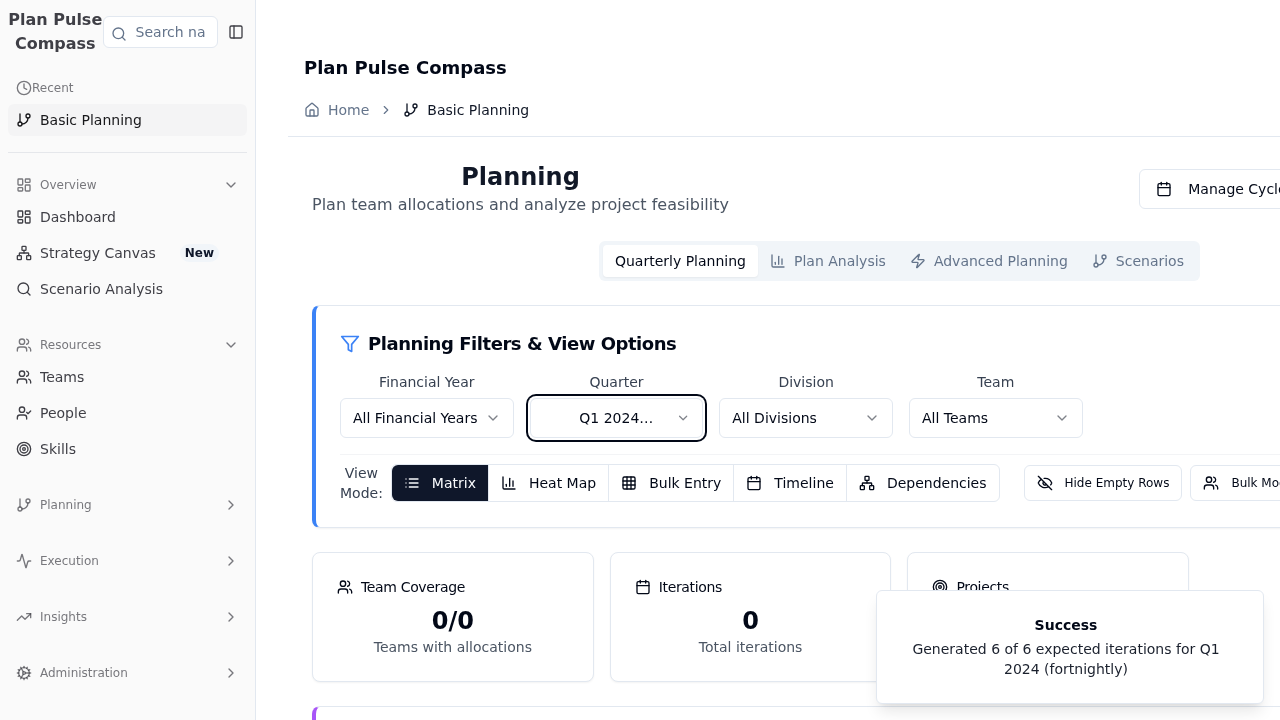 Plan Pulse
Compass
Search na
Recent
Basic Planning
Overview
Dashboard
Strategy Canvas New
Scenario Analysis
Resources
Teams
People
Skills
Planning
Execution
Insights
Administration
Plan Pulse Compass
Home > Basic Planning
Planning
Plan team allocations and analyze project feasibility
Manage Cycle
Quarterly Planning Plan Analysis Advanced Planning Scenarios
Planning Filters & View Options
Financial Year Quarter Division Team
All Financial Years Q1 2024... All Divisions All Teams
View
Mode:
Matrix Heat Map Bulk Entry Timeline Dependencies Hide Empty Rows Bulk Mo
Team Coverage
0/0
Teams with allocations
Iterations
0
Total iterations
Projects
Success
Generated 6 of 6 expected iterations for Q1
2024 (fortnightly)